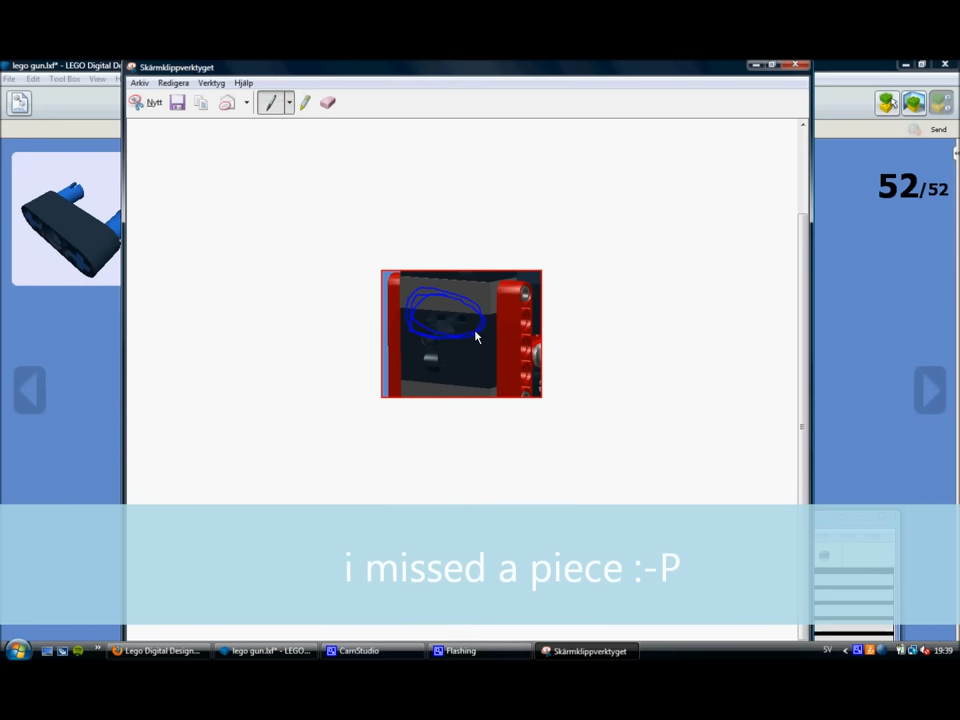 lego gun.lxf* - LEGO Digital De
Skärmklippverktyget
File Edit Tool Box View
Arkiv Redigera Verktyg Hjälp
Nytt
Send
52/52
i missed a piece :-P
Lego Digital Design...
lego gun.lxf* - LEGO...
CamStudio
Flashing
Skärmklippverktyget
SV
19:39